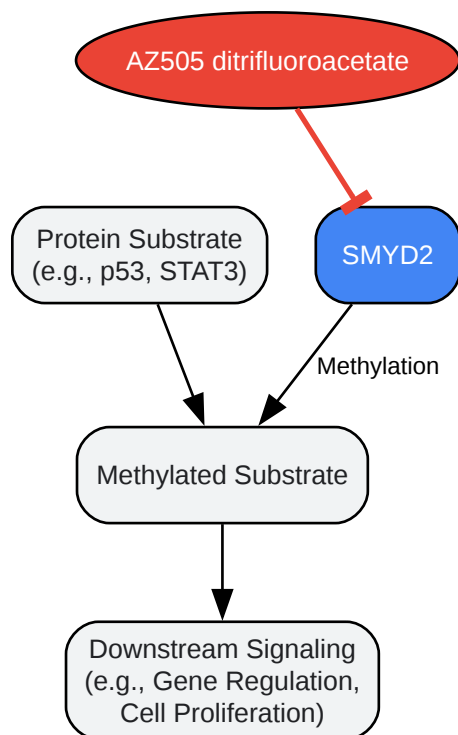 AZ505 ditrifluoroacetate
Protein Substrate
(e.g., p53, STAT3)
SMYD2
Methylation
Methylated Substrate
Downstream Signaling
(e.g., Gene Regulation,
Cell Proliferation)